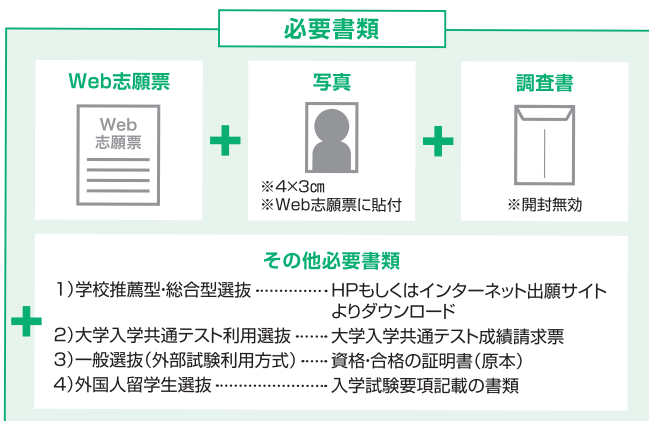 必要書類
Web志願票
Web
志願票
写真
※4×3㎝
※Web志願票に貼付
調査書
※開封無効
その他必要書類
1)学校推薦型・総合型選抜 ‥‥‥‥‥‥ HPもしくはインターネット出願サイト
よりダウンロード
2)大学入学共通テスト利用選抜 ‥‥‥ 大学入学共通テスト成績請求票
3)一般選抜(外部試験利用方式) ‥‥‥ 資格・合格の証明書(原本)
4)外国人留学生選抜 ‥‥‥‥‥‥‥‥‥ 入学試験要項記載の書類